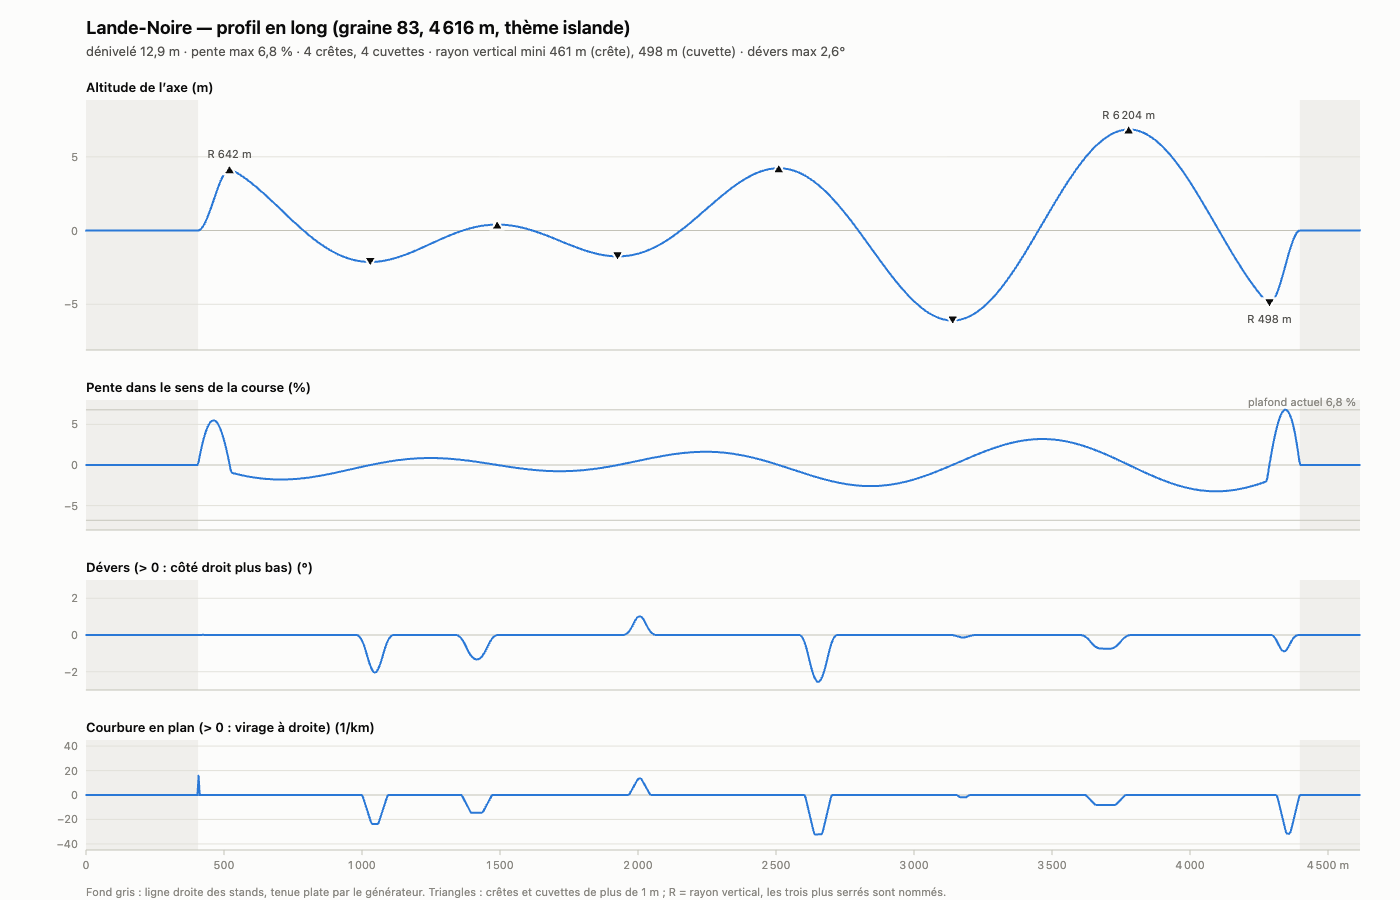 Lande-Noire — profil en long (graine 83, 4 616 m, thème islande)
dénivelé 12,9 m · pente max 6,8 % · 4 crêtes, 4 cuvettes · rayon vertical mini 461 m (crête), 498 m (cuvette) · dévers max 2,6°
Altitude de l’axe (m)
R 6 204 m
R 642 m
5
0
−5
R 498 m
Pente dans le sens de la course (%)
plafond actuel 6,8 %
5
0
−5
Dévers (> 0 : côté droit plus bas) (°)
2
0
−2
Courbure en plan (> 0 : virage à droite) (1/km)
40
20
0
−20
−40
0 500 1 000 1 500 2 000 2 500 3 000 3 500 4 000 4 500 m
Fond gris : ligne droite des stands, tenue plate par le générateur. Triangles : crêtes et cuvettes de plus de 1 m ; R = rayon vertical, les trois plus serrés sont nommés.